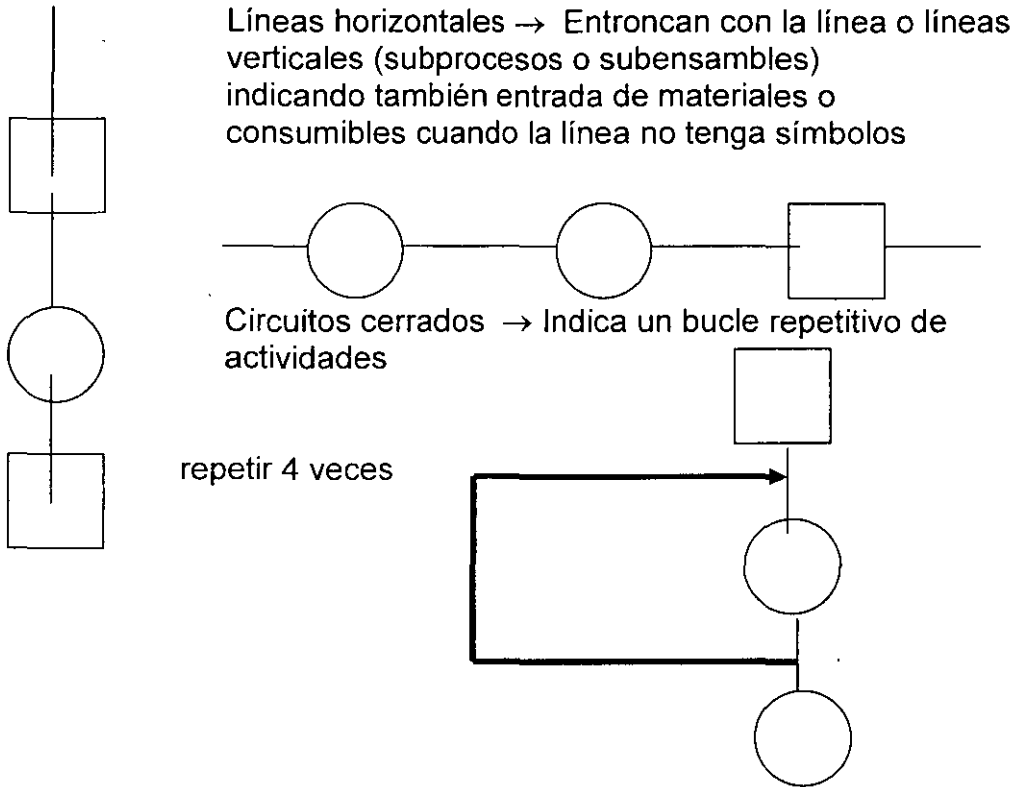 Líneas horizontales → Entroncan con la línea o líneas
verticales (subprocesos o subensambles)
indicando también entrada de materiales o
consumibles cuando la línea no tenga símbolos
Circuitos cerrados → Indica un bucle repetitivo de
actividades
repetir 4 veces